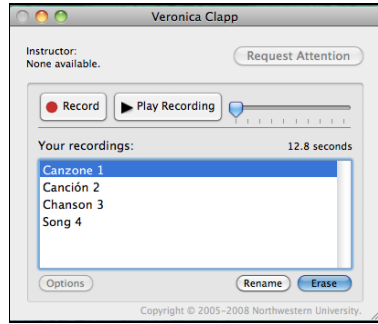 Veronica Clapp
Instructor:
None available.
Request Attention
Record
Play Recording
Your recordings:
12.8 seconds
Canzone 1
Canción 2
Chanson 3
Song 4
Options
Rename
Erase
Copyright © 2005-2008 Northwestern University.